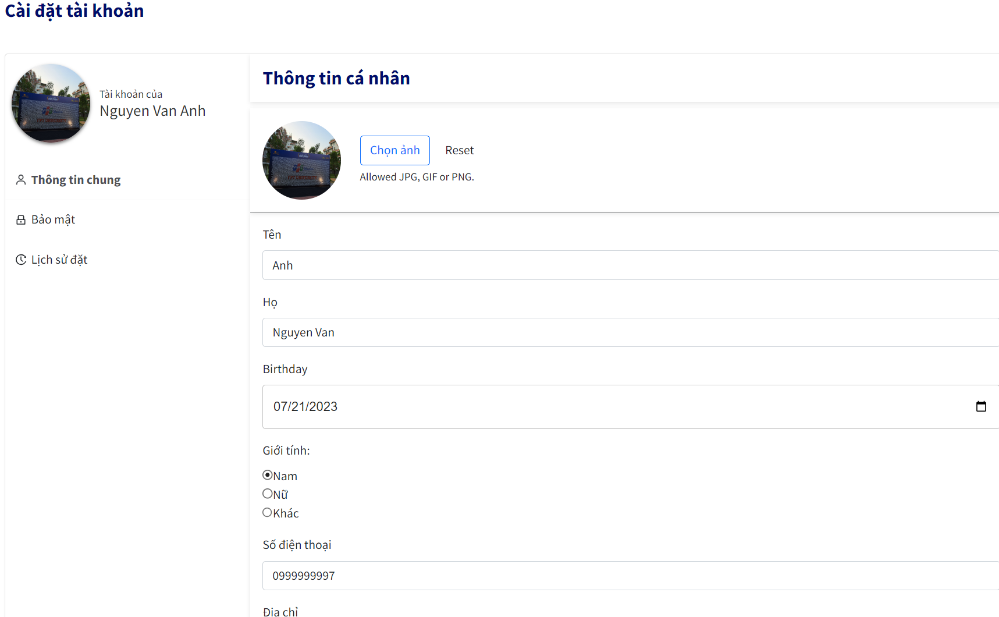 Cài đặt tài khoản
Tài khoản của
Nguyen Van Anh
Thông tin chung
Bảo mật
Lịch sử đặt
Thông tin cá nhân
FPT UNIVERSITY
Chọn ảnh
Reset
Allowed JPG, GIF or PNG.
Tên
Anh
Họ
Nguyen Van
Birthday
07/21/2023
Giới tính:
Nam
Nữ
Khác
Số điện thoại
0999999997
Địa chỉ